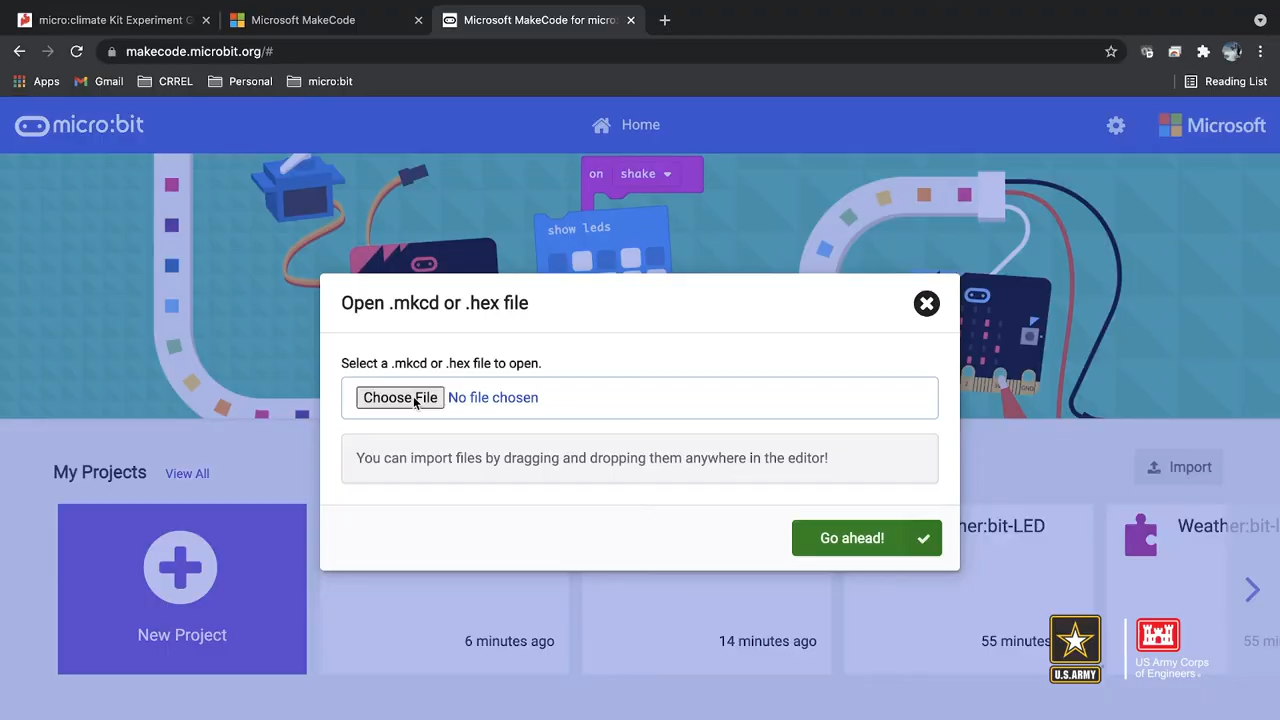 micro:climate Kit Experiment G
Microsoft MakeCode
Microsoft MakeCode for micro:
makecode.microbit.org/#
Apps
Gmail
CRREL
Personal
micro:bit
Reading List
micro:bit
Home
Microsoft
on shake
show leds
Open .mkcd or .hex file
Select a .mkcd or .hex file to open.
Choose File No file chosen
You can import files by dragging and dropping them anywhere in the editor!
Go ahead!
My Projects
View All
Import
New Project
6 minutes ago
14 minutes ago
her:bit-LED
55 minutes
Weather:bit-
55 mi
U.S.ARMY
US Army Corps
of Engineers